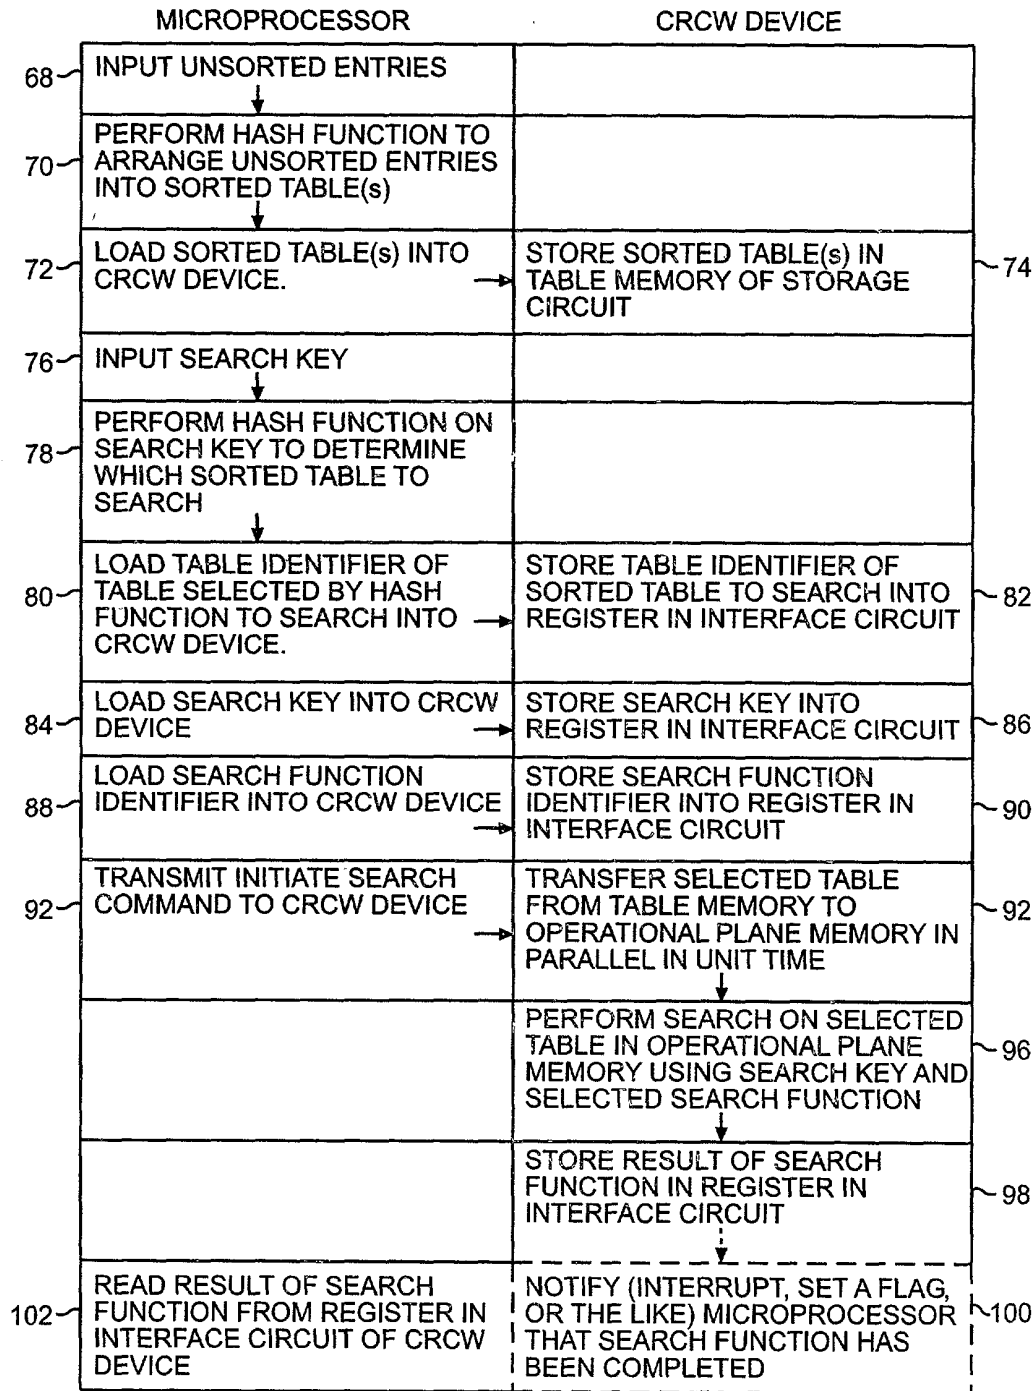 MICROPROCESSOR CRCW DEVICE
68 INPUT UNSORTED ENTRIES
70 PERFORM HASH FUNCTION TO
ARRANGE UNSORTED ENTRIES
INTO SORTED TABLE(s)
72 LOAD SORTED TABLE(s) INTO
CRCW DEVICE.
STORE SORTED TABLE(s) IN
TABLE MEMORY OF STORAGE
CIRCUIT
74
76 INPUT SEARCH KEY
78 PERFORM HASH FUNCTION ON
SEARCH KEY TO DETERMINE
WHICH SORTED TABLE TO
SEARCH
80 LOAD TABLE IDENTIFIER OF
TABLE SELECTED BY HASH
FUNCTION TO SEARCH INTO
CRCW DEVICE.
STORE TABLE IDENTIFIER OF
SORTED TABLE TO SEARCH INTO
REGISTER IN INTERFACE CIRCUIT
82
84 LOAD SEARCH KEY INTO CRCW
DEVICE
STORE SEARCH KEY INTO
REGISTER IN INTERFACE CIRCUIT
86
88 LOAD SEARCH FUNCTION
IDENTIFIER INTO CRCW DEVICE
STORE SEARCH FUNCTION
IDENTIFIER INTO REGISTER IN
INTERFACE CIRCUIT
90
92 TRANSMIT INITIATE SEARCH
COMMAND TO CRCW DEVICE
TRANSFER SELECTED TABLE
FROM TABLE MEMORY TO
OPERATIONAL PLANE MEMORY IN
PARALLEL IN UNIT TIME
92
PERFORM SEARCH ON SELECTED
TABLE IN OPERATIONAL PLANE
MEMORY USING SEARCH KEY AND
SELECTED SEARCH FUNCTION
96
STORE RESULT OF SEARCH
FUNCTION IN REGISTER IN
INTERFACE CIRCUIT
98
102 READ RESULT OF SEARCH
FUNCTION FROM REGISTER IN
INTERFACE CIRCUIT OF CRCW
DEVICE
NOTIFY (INTERRUPT, SET A FLAG,
OR THE LIKE) MICROPROCESSOR
THAT SEARCH FUNCTION HAS
BEEN COMPLETED
100